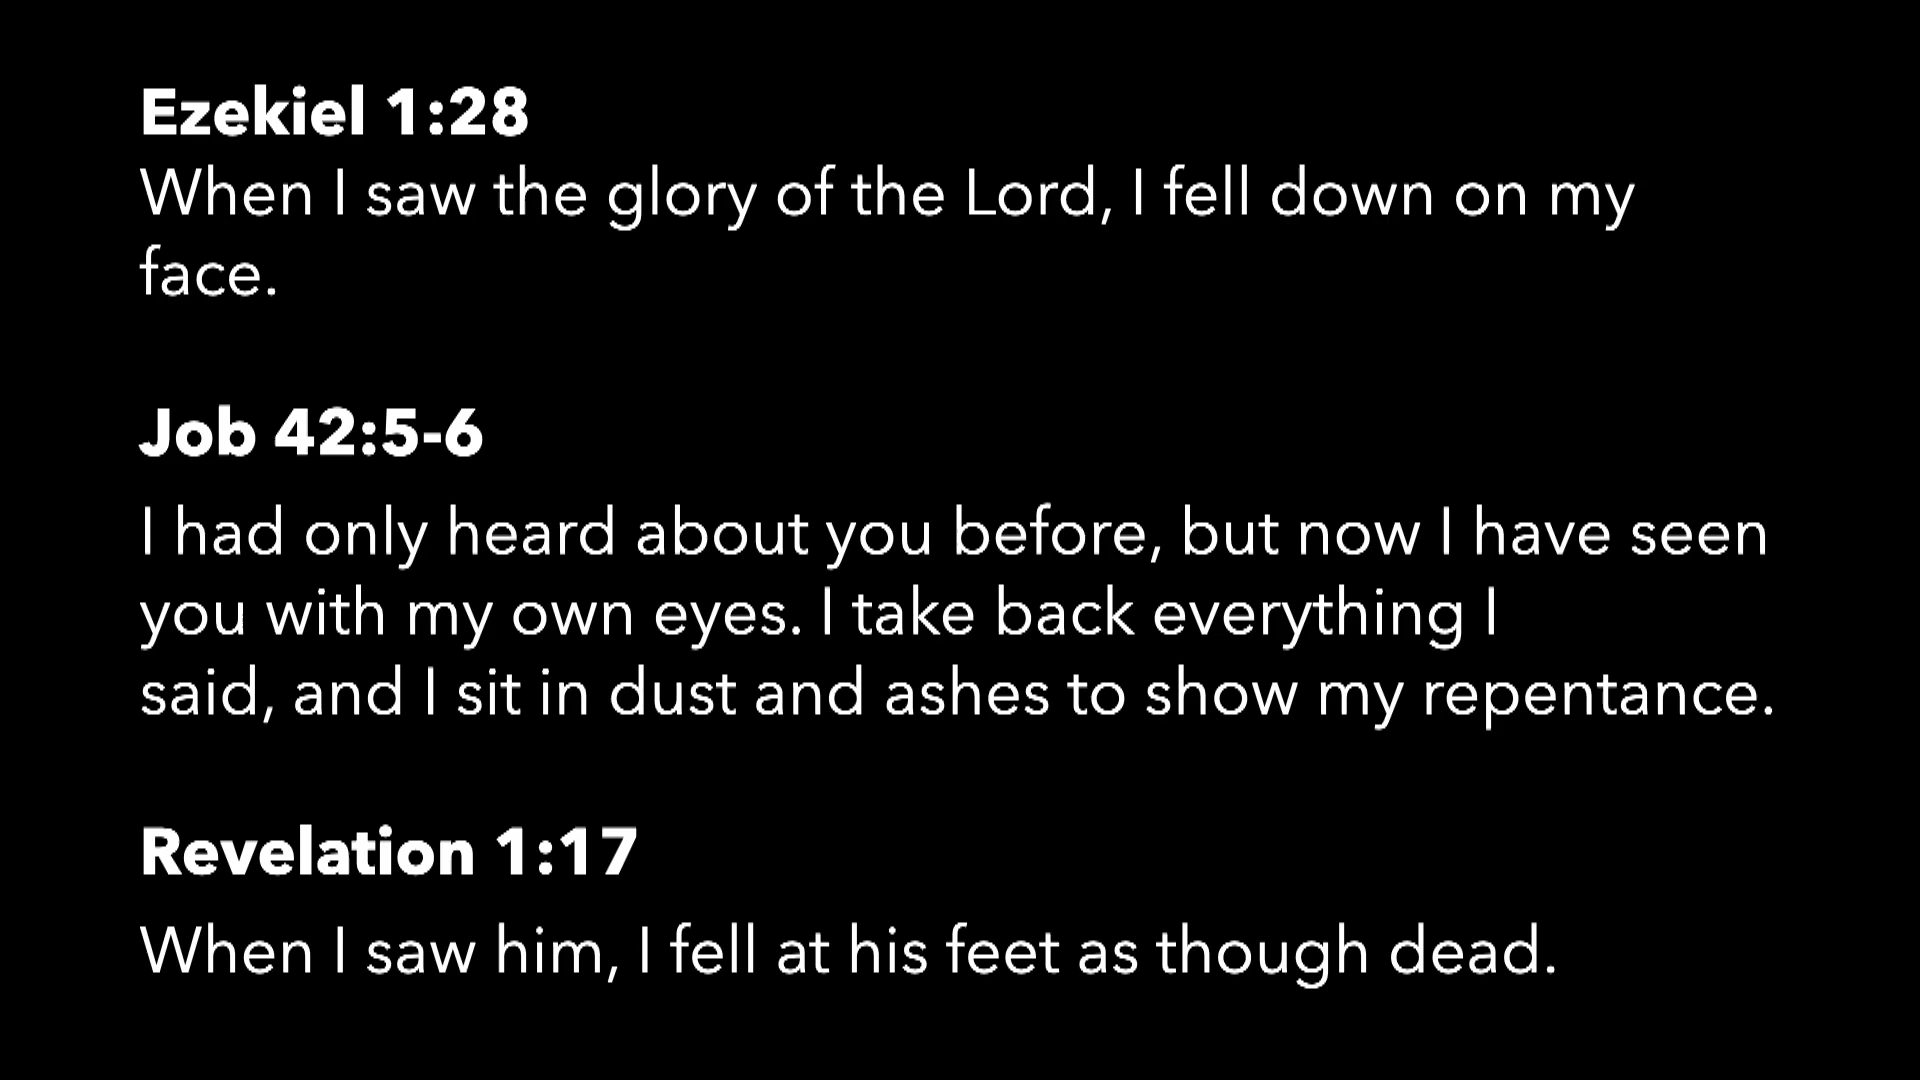 Ezekiel 1:28
When I saw the glory of the Lord, I fell down on my
face.
Job 42:5-6
I had only heard about you before, but now I have seen
you with my own eyes. I take back everything I
said, and I sit in dust and ashes to show my repentance.
Revelation 1:17
When I saw him, I fell at his feet as though dead.